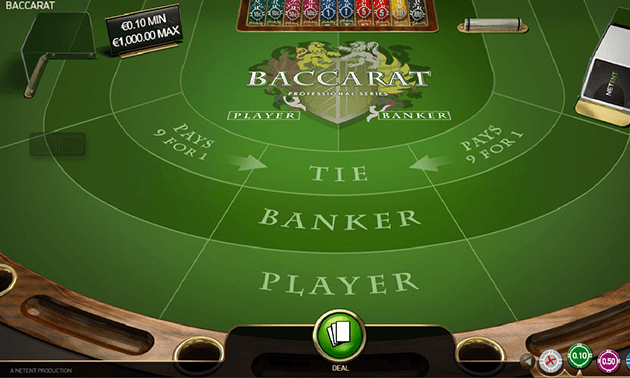 BACCARAT
€0.10 MIN
€1,000.00 MAX
BACCARAT
PROFESSIONAL SERIES
PLAYER
BANKER
PAYS
9 FOR 1
PAYS
9 FOR 1
TIE
BANKER
PLAYER
NETENT
DEAL
0.10
0.50
A NETENT PRODUCTION